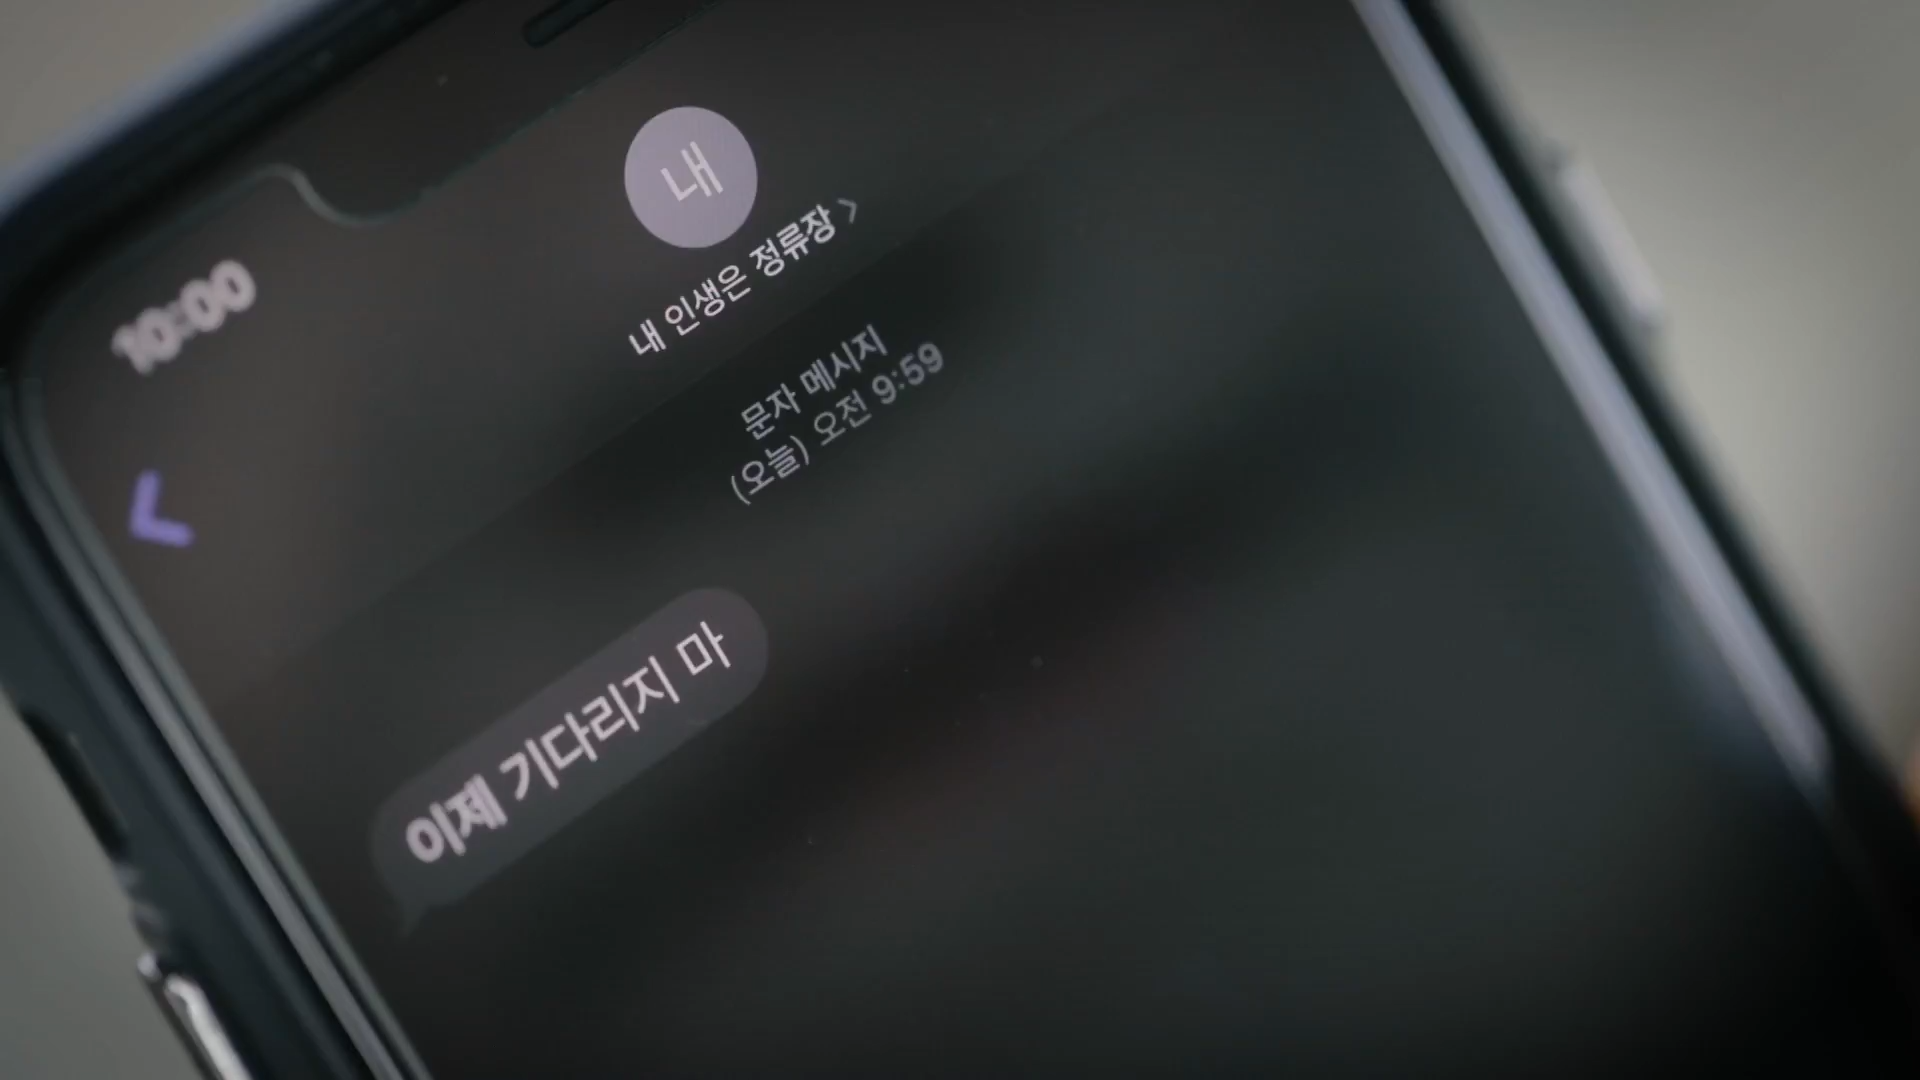 10:00
내
내 인생은 정류장
문자 메시지
(오늘) 오전 9:59
이제 기다리지 마